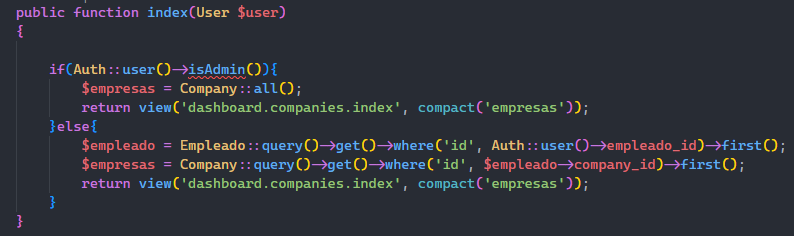 public function index(User $user)
{
if(Auth::user()->isAdmin()){
$empresas = Company::all();
return view('dashboard.companies.index', compact('empresas'));
}else{
$empleado = Empleado::query()->get()->where('id', Auth::user()->empleado_id)->first();
$empresas = Company::query()->get()->where('id', $empleado->company_id)->first();
return view('dashboard.companies.index', compact('empresas'));
}
}